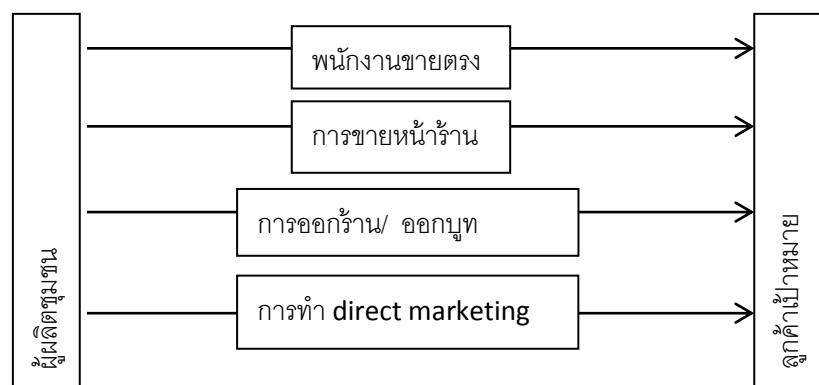 ผู้ผลิตชุมชน
พนักงานขายตรง
การขายหน้าร้าน
การออกร้าน/ ออกบูท
การทำ direct marketing
ลูกค้าเป้าหมาย